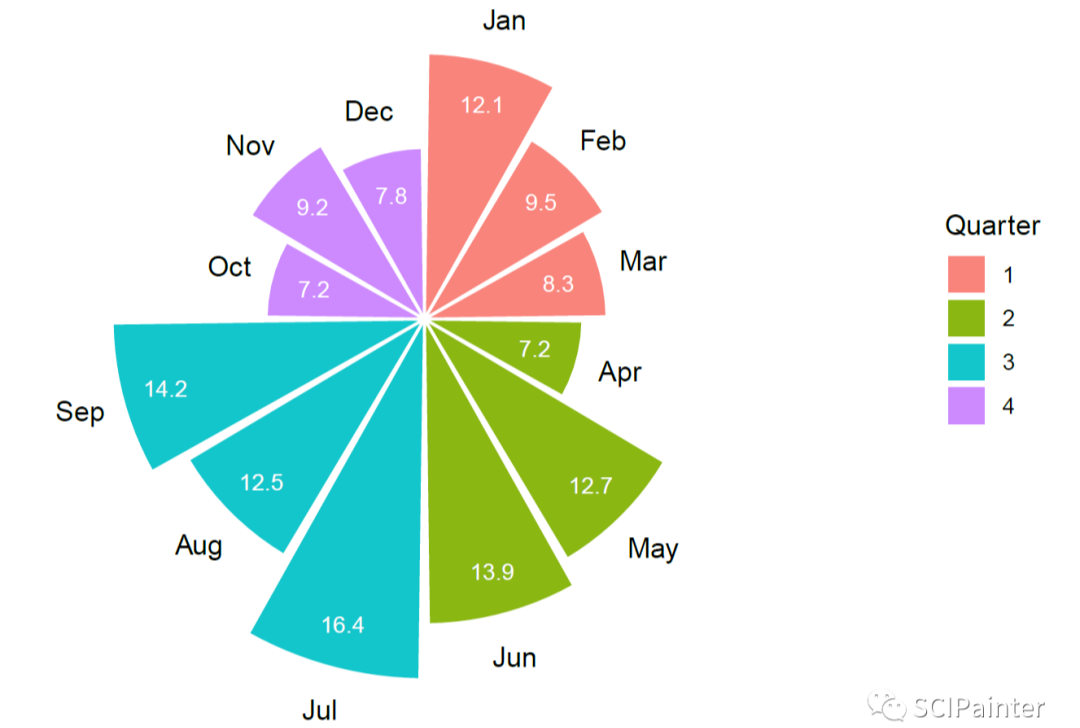 Jan
12.1
Dec
Nov
Feb
7.8
9.5
9.2
Quarter
Oct
Mar
1
7.2
8.3
2
7.2
3
Apr
14.2
4
Sep
12.5
12.7
Aug
May
13.9
16.4
Jun
Jul
SCIPainter